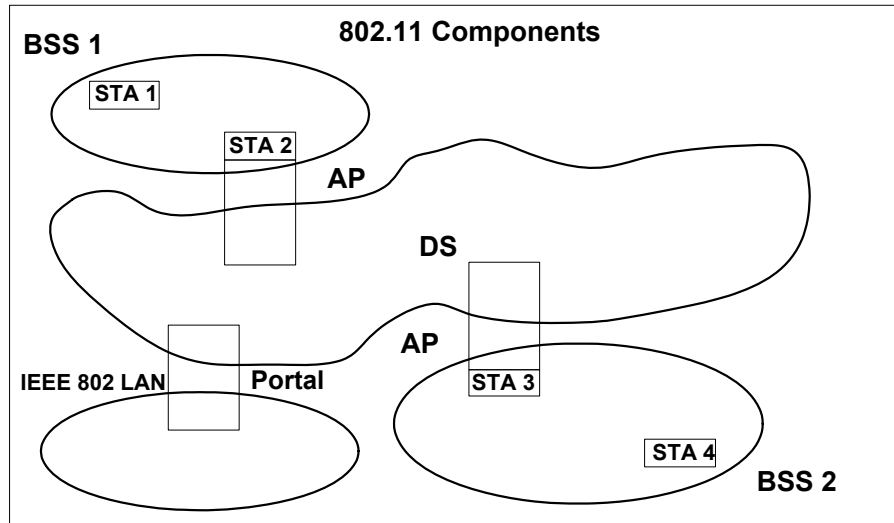 802.11 Components
BSS 1
STA 1
STA 2
AP
DS
AP
IEEE 802 LAN
Portal
STA 3
STA 4
BSS 2